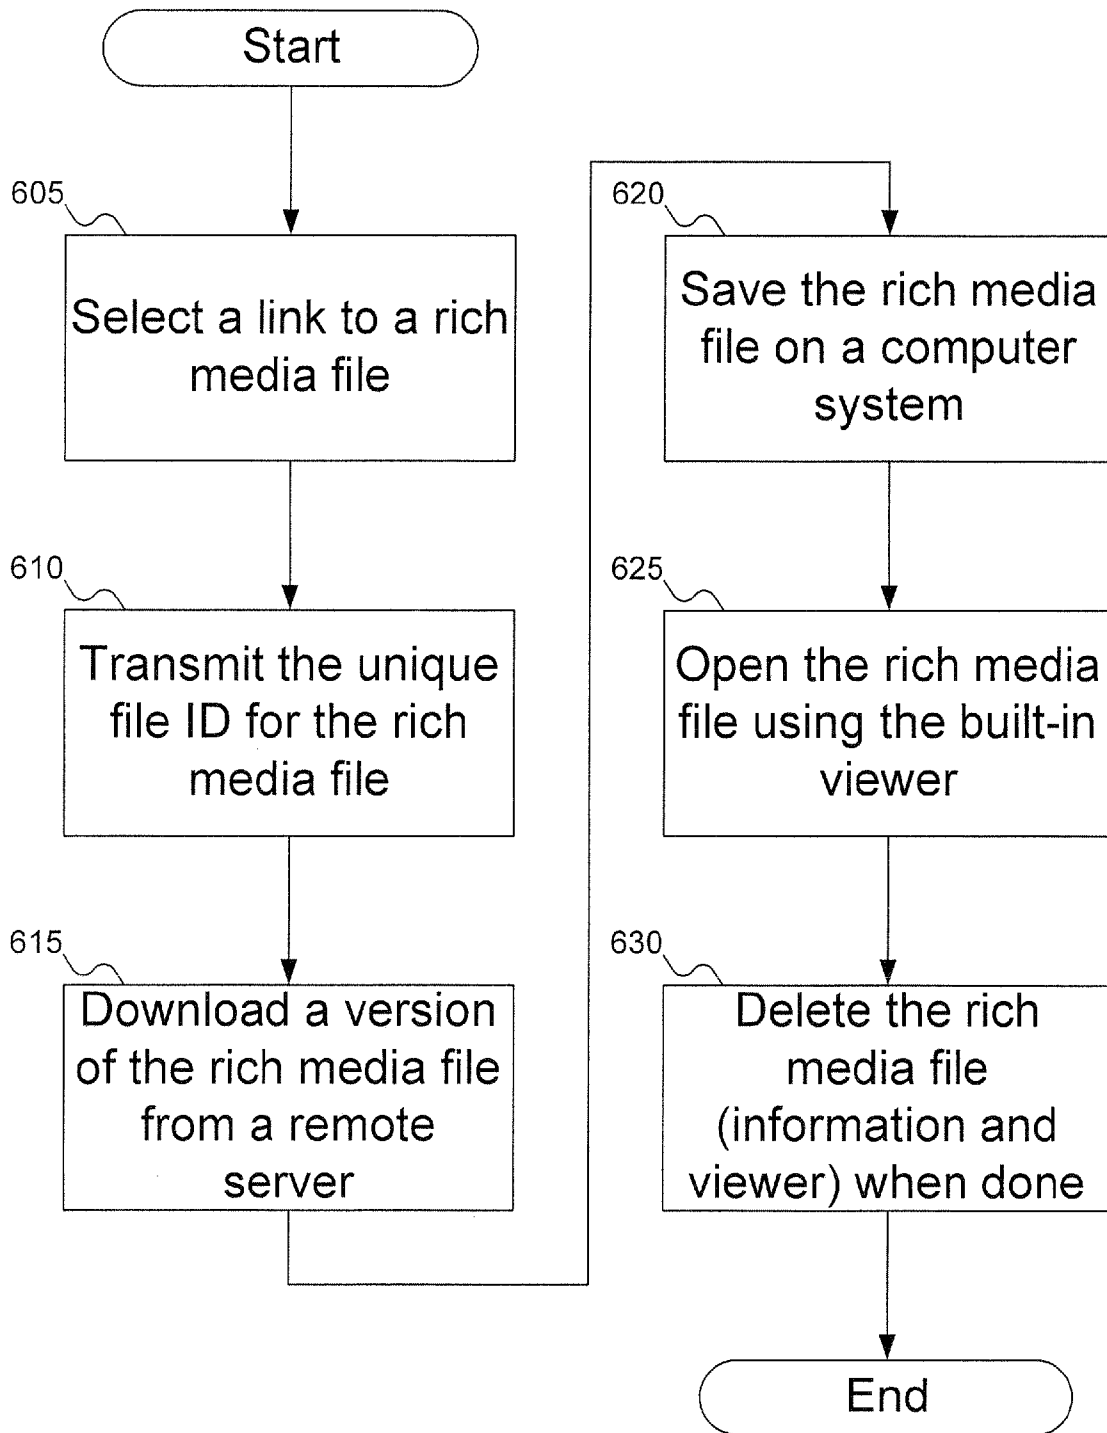 Start
605
Select a link to a rich
media file
610
Transmit the unique
file ID for the rich
media file
615
Download a version
of the rich media file
from a remote
server
620
Save the rich media
file on a computer
system
625
Open the rich media
file using the built-in
viewer
630
Delete the rich
media file
(information and
viewer) when done
End